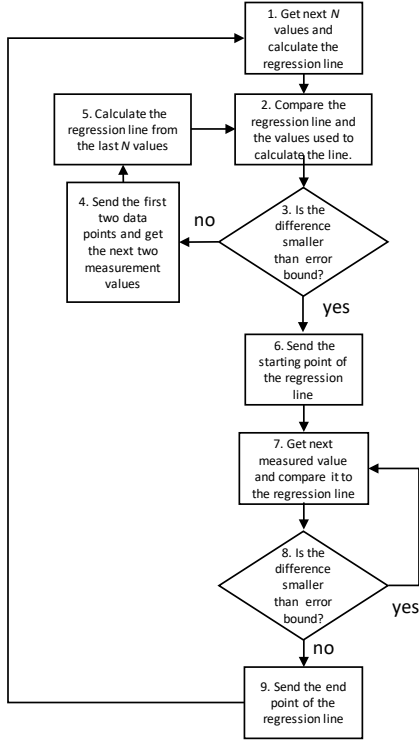 1. Get next N
values and
calculate the
regression line
5. Calculate the
regression line from
the last N values
2. Compare the
regression line and
the values used to
calculate the line.
4. Send the first
two data
points and get
the next two
measurement
values
no
3. Is the
difference
smaller
than error
bound?
yes
6. Send the
starting point of
the regression
line
7. Get next
measured value
and compare it to
the regression line
8. Is the
difference
smaller
than error
bound?
yes
no
9. Send the end
point of the
regression line